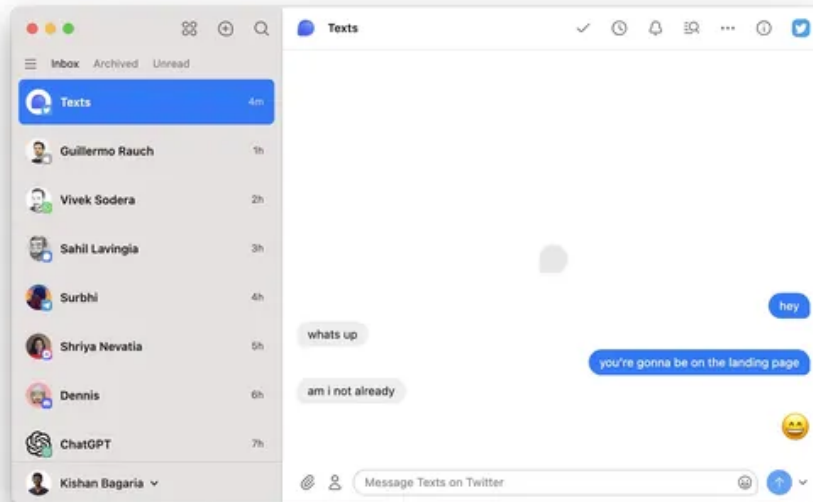 Inbox Archived Unread
Texts 4m
Guillermo Rauch 1h
Vivek Sodera 2h
Sahil Lavingia 3h
Surbhi 4h
Shriya Nevatia 5h
Dennis 6h
ChatGPT 7h
Kishan Bagaria
Texts
hey
whats up
you're gonna be on the landing page
am i not already
😄
Message Texts on Twitter